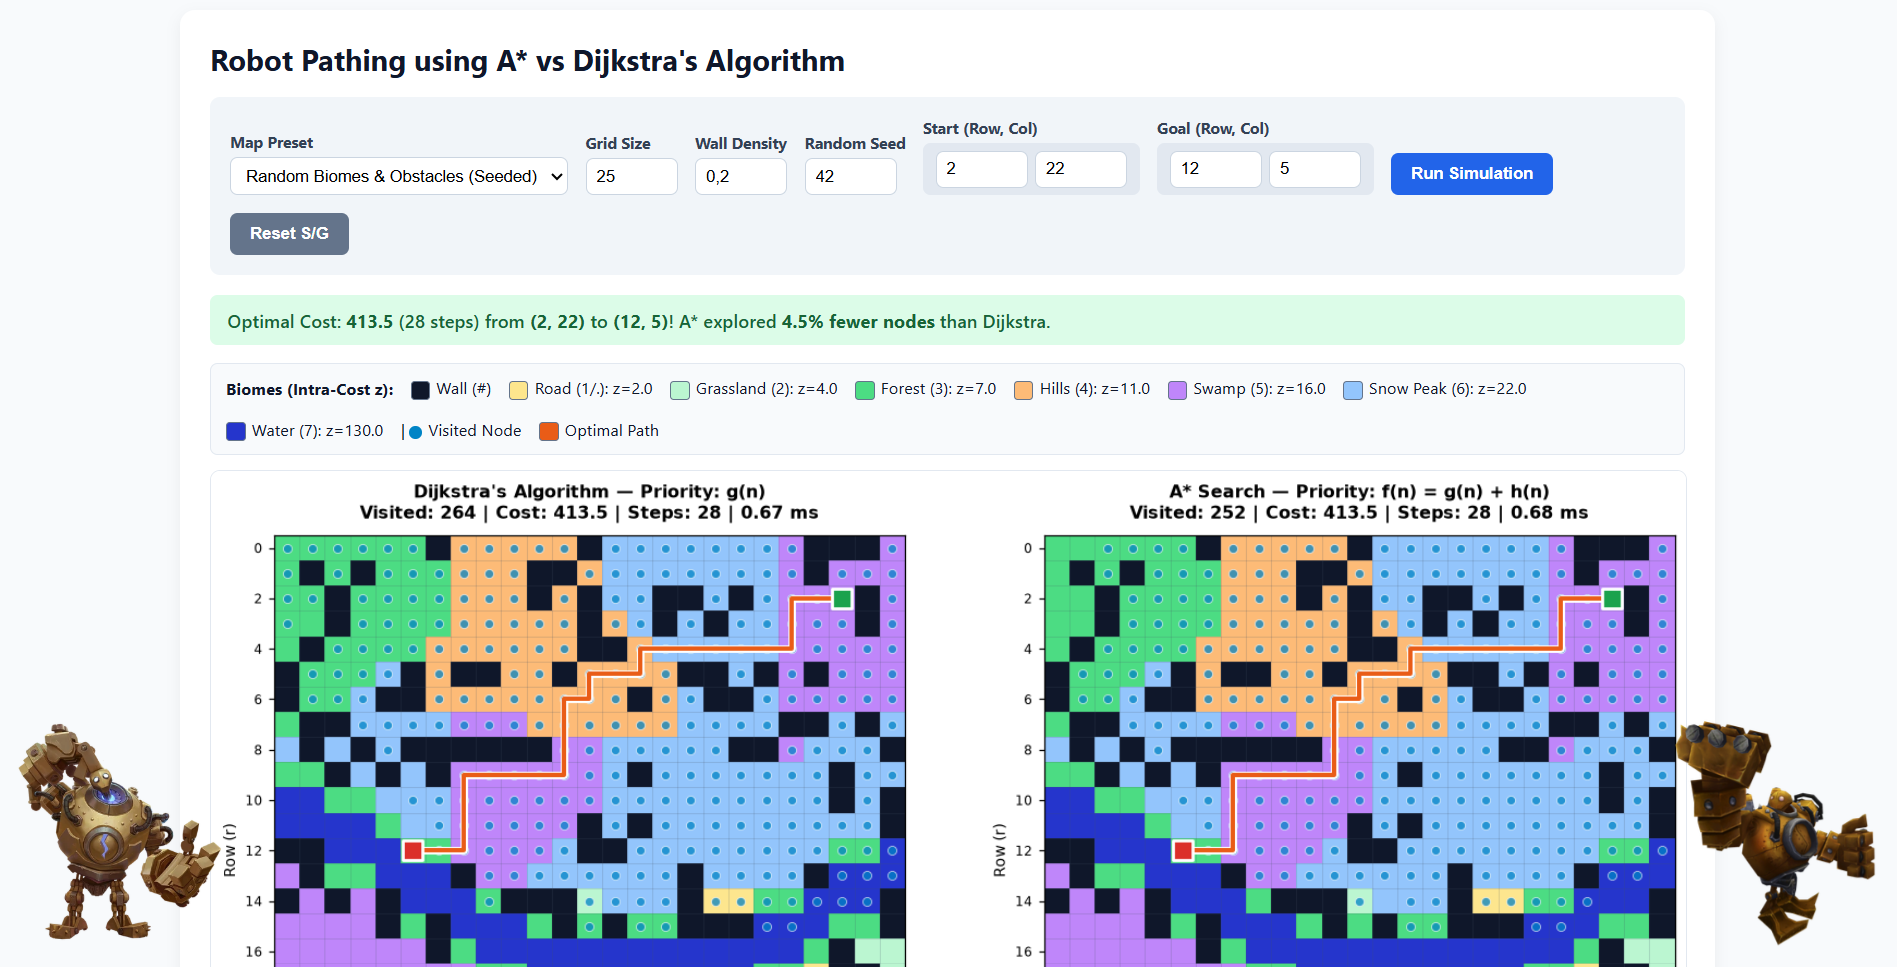 Robot Pathing using A* vs Dijkstra's Algorithm
Map Preset
Random Biomes & Obstacles (Seeded)
Grid Size
25
Wall Density
0,2
Random Seed
42
Start (Row, Col)
2 22
Goal (Row, Col)
12 5
Run Simulation
Reset S/G
Optimal Cost: 413.5 (28 steps) from (2, 22) to (12, 5)! A* explored 4.5% fewer nodes than Dijkstra.
Biomes (Intra-Cost z): Wall (#) Road (1/.): z=2.0 Grassland (2): z=4.0 Forest (3): z=7.0 Hills (4): z=11.0 Swamp (5): z=16.0 Snow Peak (6): z=22.0
Water (7): z=130.0 | Visited Node Optimal Path
Dijkstra's Algorithm — Priority: g(n)
Visited: 264 | Cost: 413.5 | Steps: 28 | 0.67 ms
0
2
4
6
8
10
12
14
16
Row (r)
A* Search — Priority: f(n) = g(n) + h(n)
Visited: 252 | Cost: 413.5 | Steps: 28 | 0.68 ms
0
2
4
6
8
10
12
14
16
Row (r)